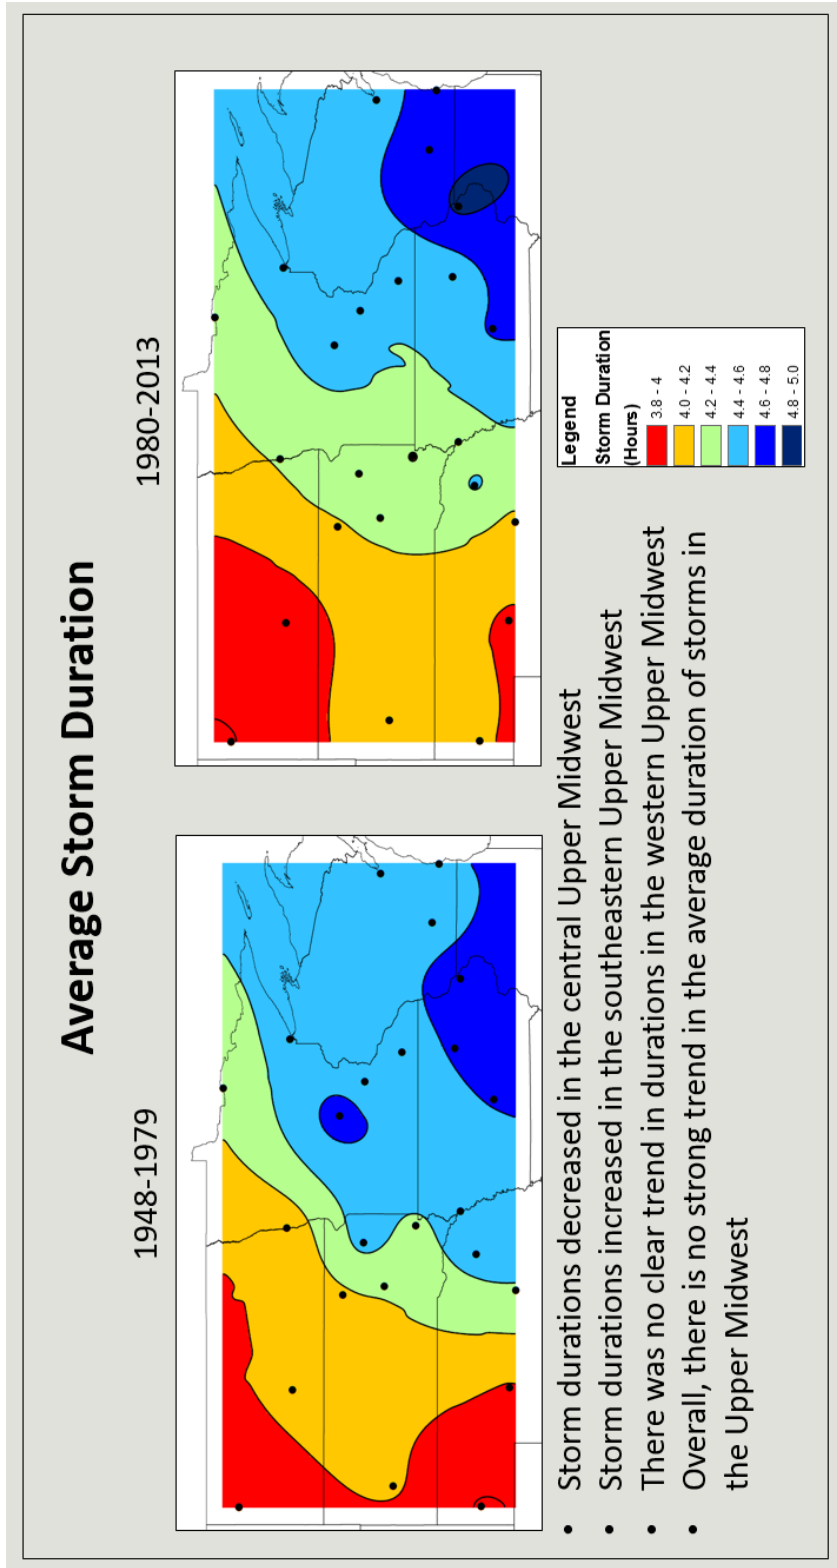 Average Storm Duration
1948-1979
1980-2013
• Storm durations decreased in the central Upper Midwest
• Storm durations increased in the southeastern Upper Midwest
• There was no clear trend in durations in the western Upper Midwest
• Overall, there is no strong trend in the average duration of storms in
the Upper Midwest
Legend
Storm Duration
(Hours)
3.8 - 4
4.0 - 4.2
4.2 - 4.4
4.4 - 4.6
4.6 - 4.8
4.8 - 5.0